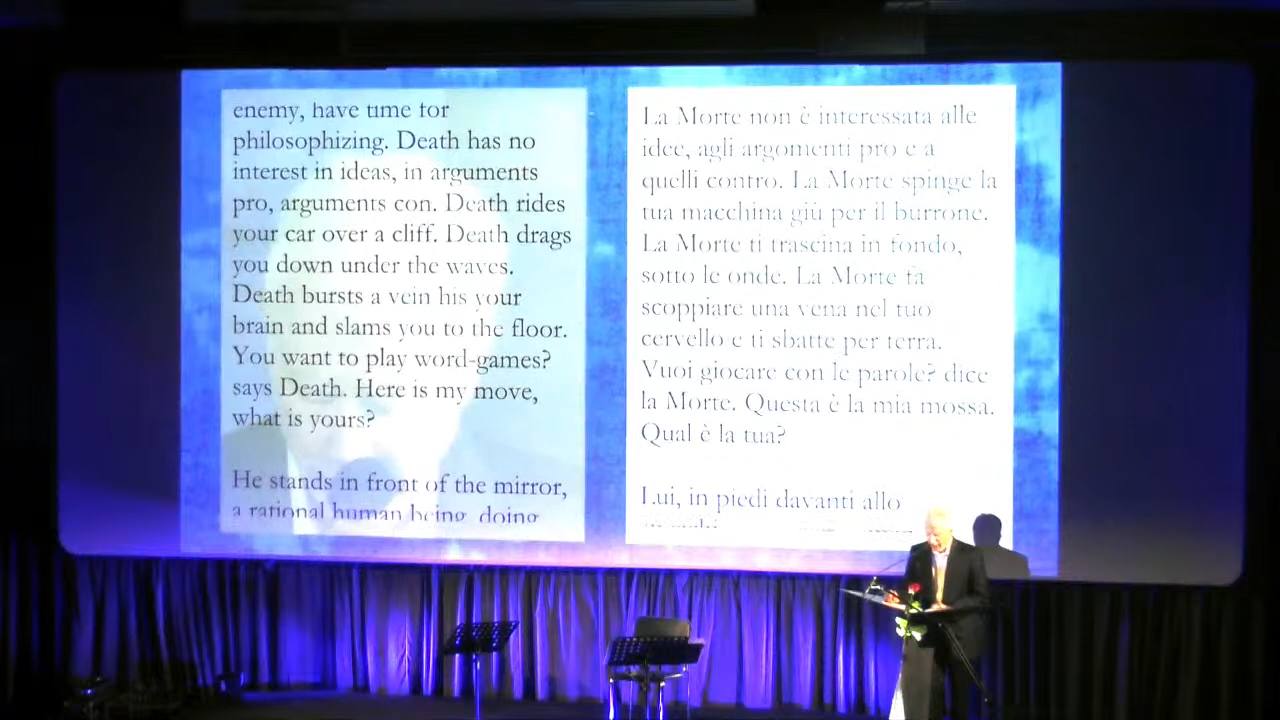 enemy, have time for
philosophizing. Death has no
interest in ideas, in arguments
pro, arguments con. Death rides
your car over a cliff. Death drags
you down under the waves.
Death bursts a vein his your
brain and slams you to the floor.
You want to play word-games?
says Death. Here is my move,
what is yours?
He stands in front of the mirror,
a rational human being doing
La Morte non è interessata alle
idee, agli argomenti pro e a
quelli contro. La Morte spinge la
tua macchina giù per il burrone.
La Morte ti trascina in fondo,
sotto le onde. La Morte fa
scoppiare una vena nel tuo
cervello e ti sbatte per terra.
Vuoi giocare con le parole? dice
la Morte. Questa è la mia mossa.
Qual è la tua?
Lui, in piedi davanti allo